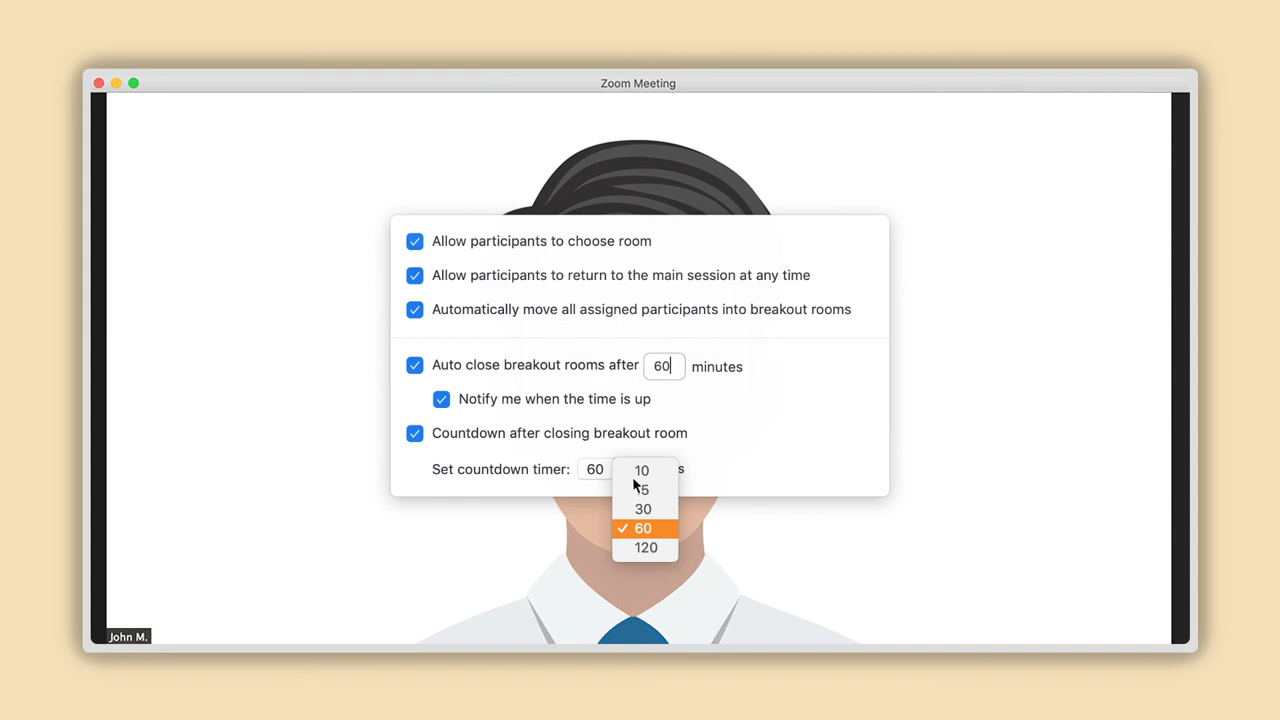 Zoom Meeting
Allow participants to choose room
Allow participants to return to the main session at any time
Automatically move all assigned participants into breakout rooms
Auto close breakout rooms after 60 minutes
Notify me when the time is up
Countdown after closing breakout room
Set countdown timer: 60 s
10
30
60
120
John M.